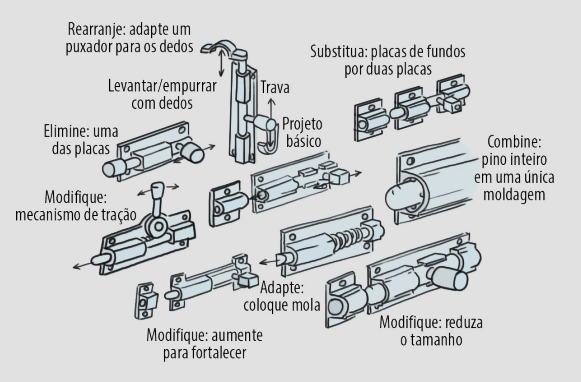 Rearranje: adapte um
puxador para os dedos
Substitua: placas de fundos
por duas placas
Levantar/empurrar
com dedos
Trava
Elimine: uma
das placas
Projeto
básico
Combine:
pino inteiro
em uma única
moldagem
Modifique:
mecanismo de tração
Adapte:
coloque mola
Modifique: aumente
para fortalecer
Modifique: reduza
o tamanho